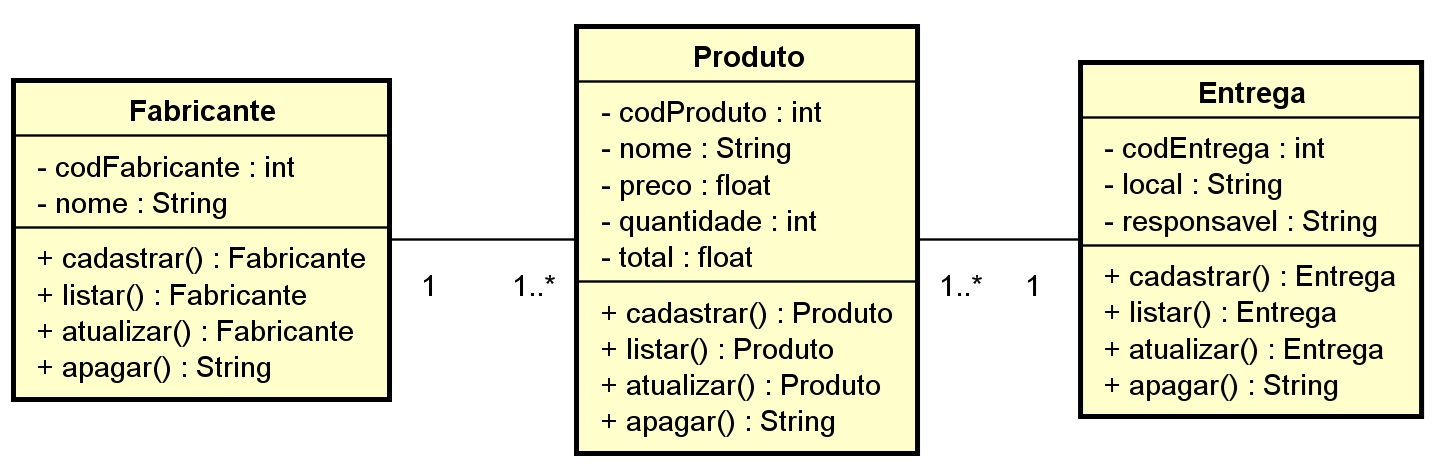 Fabricante
- codFabricante : int
- nome : String
+ cadastrar() : Fabricante
+ listar() : Fabricante
+ atualizar() : Fabricante
+ apagar() : String
1
1..*
Produto
- codProduto : int
- nome : String
- preco : float
- quantidade : int
- total : float
+ cadastrar() : Produto
+ listar() : Produto
+ atualizar() : Produto
+ apagar() : String
1..*
1
Entrega
- codEntrega : int
- local : String
- responsavel : String
+ cadastrar() : Entrega
+ listar() : Entrega
+ atualizar() : Entrega
+ apagar() : String